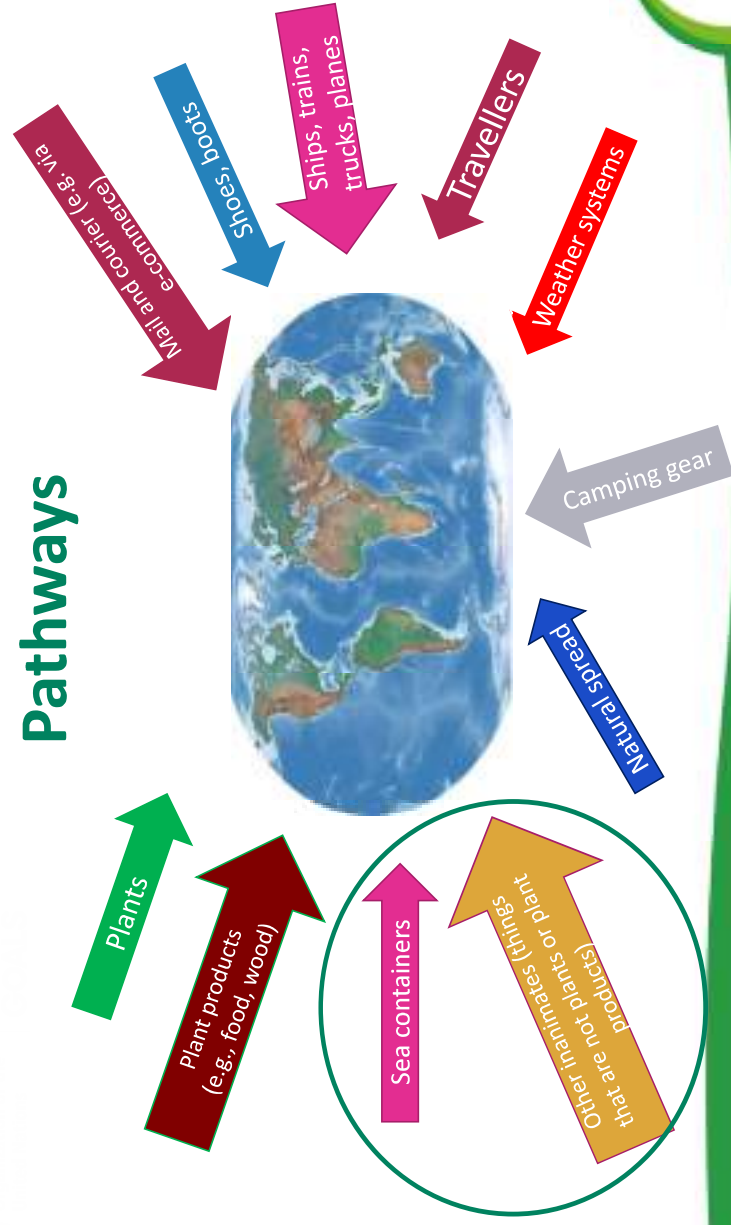 Pathways
Plants
Plant products
(e.g., food, wood)
Sea containers
Other inanimates (things
that are not plants or plant
products)
Natural spread
Camping gear
Weather systems
Travellers
Ships, trains,
trucks, planes
Shoes, boots
Mail and courier (e.g. via
e-commerce)